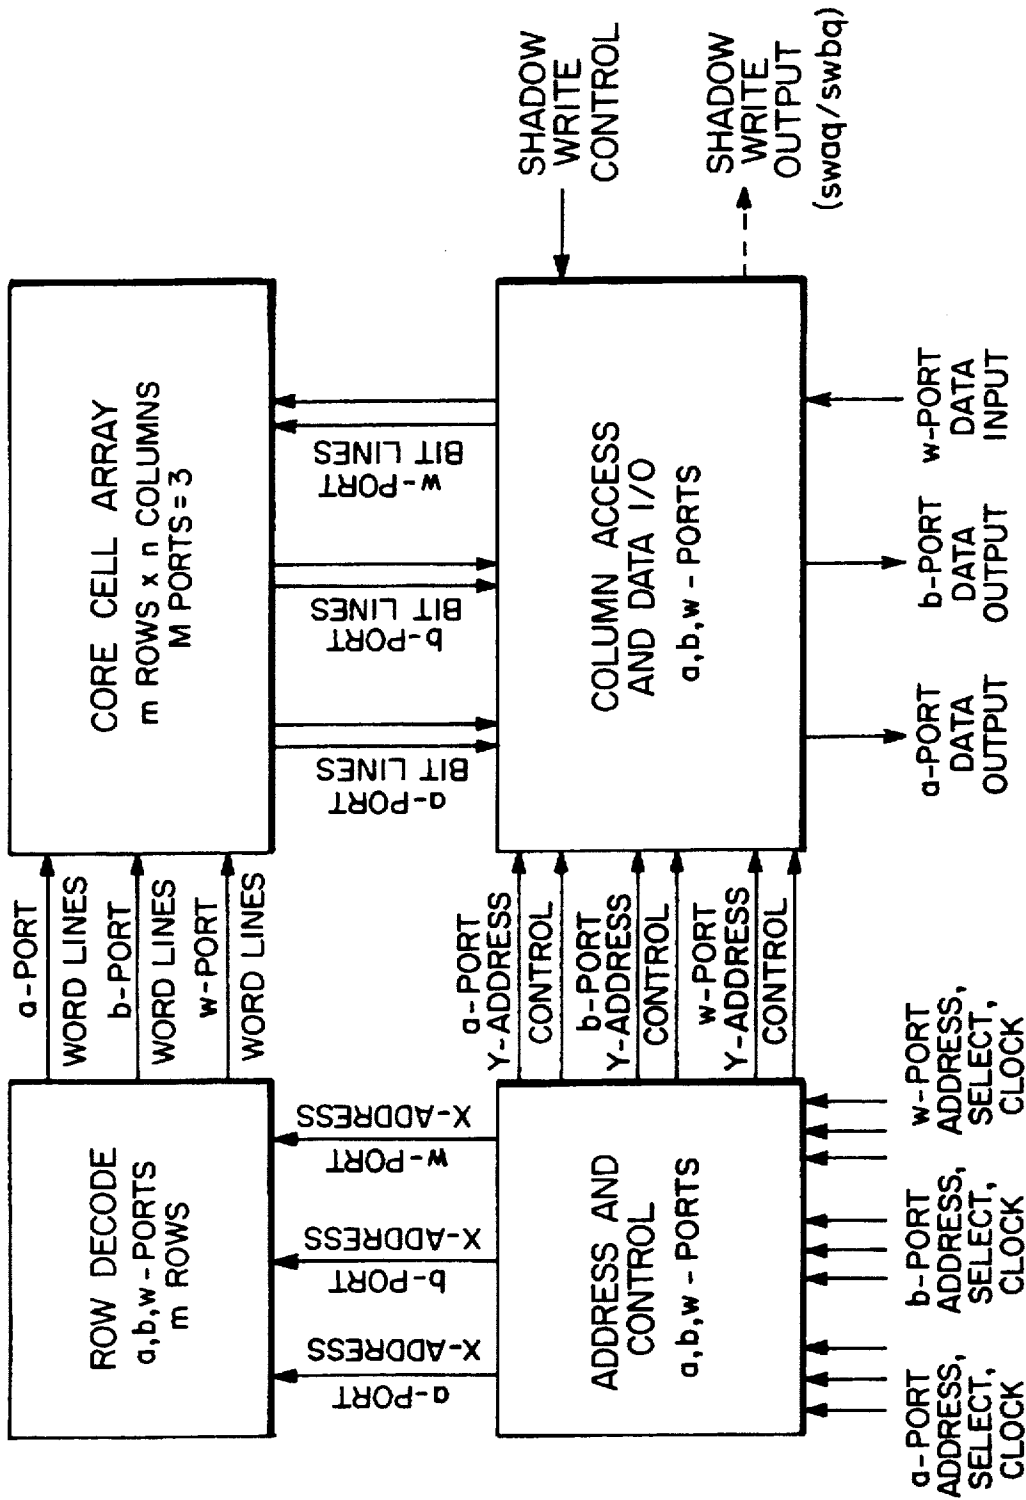 ROW DECODE
a,b,w-PORTS
m ROWS
a-PORT
WORD LINES
b-PORT
WORD LINES
w-PORT
WORD LINES
CORE CELL ARRAY
m ROWS x n COLUMNS
M PORTS=3
a-PORT
X-ADDRESS
b-PORT
X-ADDRESS
w-PORT
X-ADDRESS
a-PORT
BIT LINES
b-PORT
BIT LINES
w-PORT
BIT LINES
ADDRESS AND
CONTROL
a,b,w-PORTS
a-PORT
Y-ADDRESS
CONTROL
b-PORT
Y-ADDRESS
CONTROL
w-PORT
Y-ADDRESS
CONTROL
COLUMN ACCESS
AND DATA I/O
a,b,w-PORTS
SHADOW
WRITE
CONTROL
SHADOW
WRITE
OUTPUT
(swaq/swbq)
a-PORT
ADDRESS,
SELECT,
CLOCK
b-PORT
ADDRESS,
SELECT,
CLOCK
w-PORT
ADDRESS,
SELECT,
CLOCK
a-PORT
DATA
OUTPUT
b-PORT
DATA
OUTPUT
w-PORT
DATA
INPUT